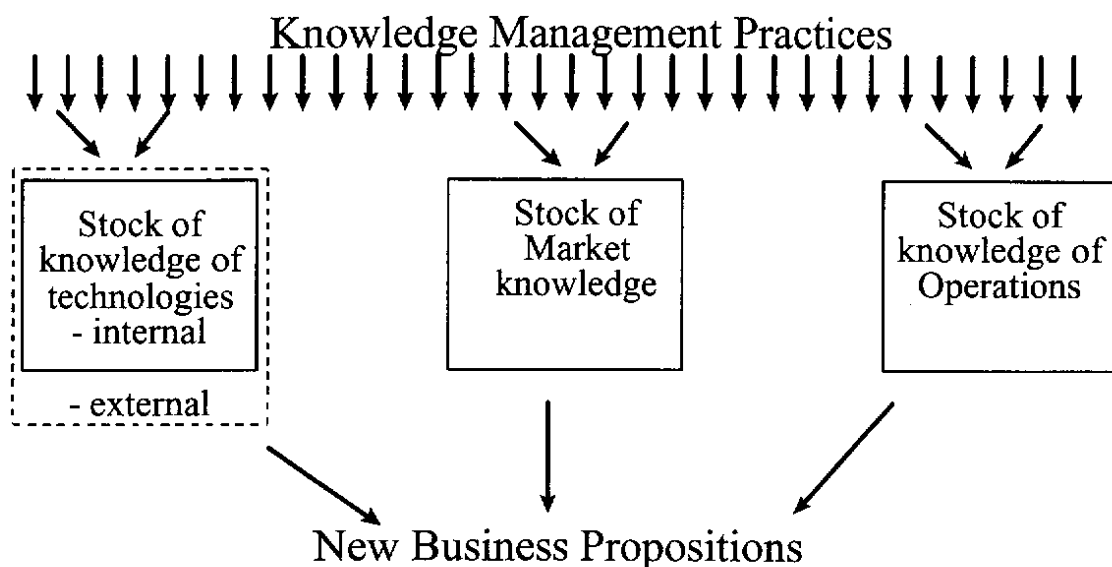 Knowledge Management Practices
Stock of
knowledge of
technologies
- internal
- external
Stock of
Market
knowledge
Stock of
knowledge of
Operations
New Business Propositions